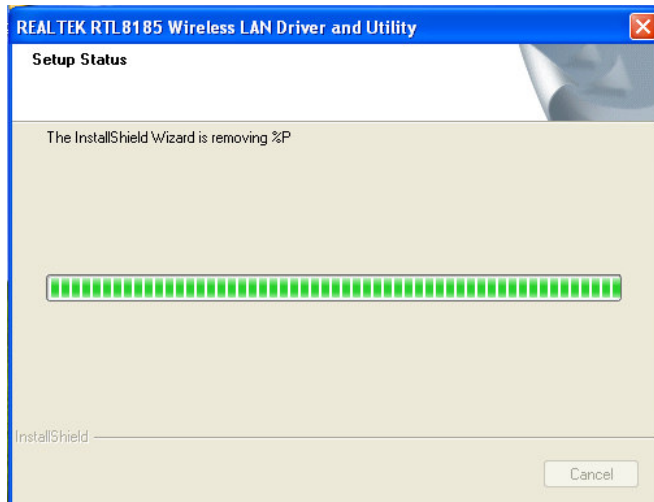 REALTEK RTL8185 Wireless LAN Driver and Utility
Setup Status
The InstallShield Wizard is removing %P
InstallShield
Cancel